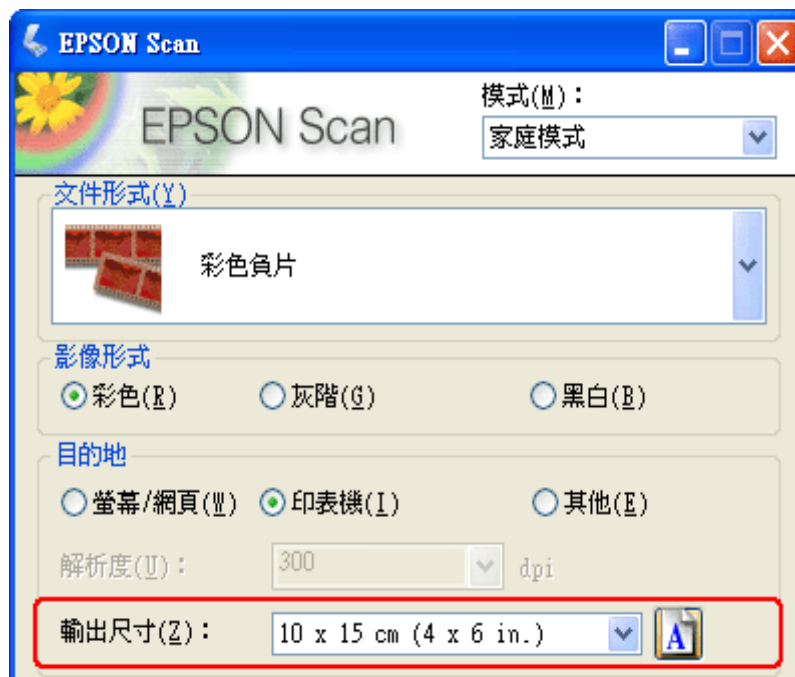 EPSON Scan
EPSON Scan
模式(M)：
家庭模式
文件形式(Y)
彩色負片
影像形式
彩色(R) 灰階(G) 黑白(B)
目的地
螢幕/網頁(W) 印表機(I) 其他(E)
解析度(U)： 300 dpi
輸出尺寸(Z)： 10 x 15 cm (4 x 6 in.) A